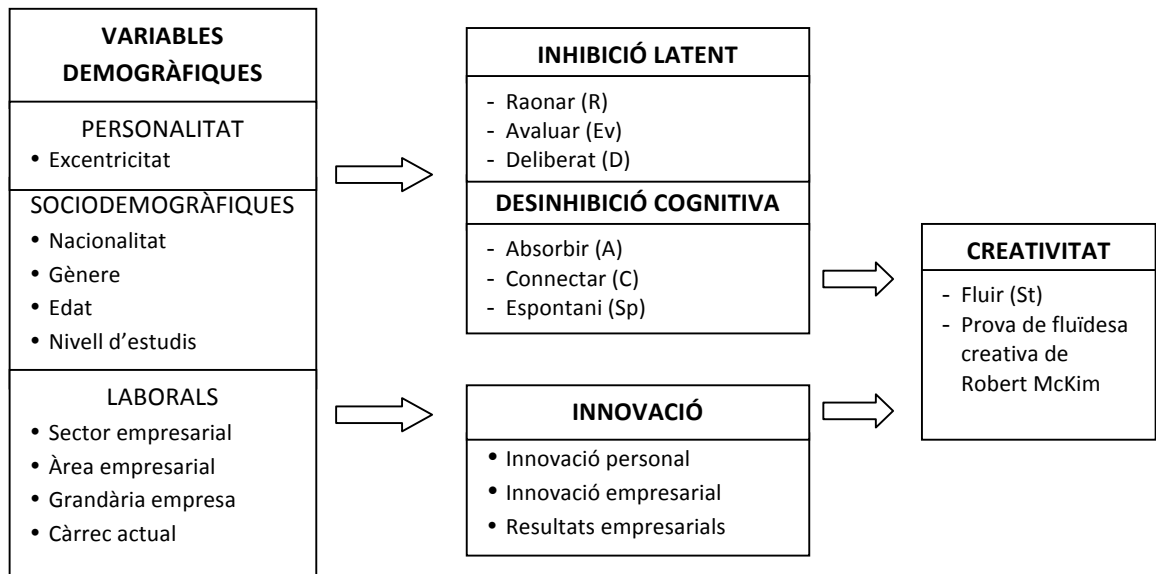 VARIABLES
DEMOGRÀFIQUES
PERSONALITAT
• Excentricitat
SOCIODEMOGRÀFIQUES
• Nacionalitat
• Gènere
• Edat
• Nivell d’estudis
LABORALS
• Sector empresarial
• Àrea empresarial
• Grandària empresa
• Càrrec actual
INHIBICIÓ LATENT
- Raonar (R)
- Avaluar (Ev)
- Deliberat (D)
DESINHIBICIÓ COGNITIVA
- Absorbir (A)
- Connectar (C)
- Espontani (Sp)
INNOVACIÓ
• Innovació personal
• Innovació empresarial
• Resultats empresarials
CREATIVITAT
- Fluir (St)
- Prova de fluïdesa
creativa de
Robert McKim